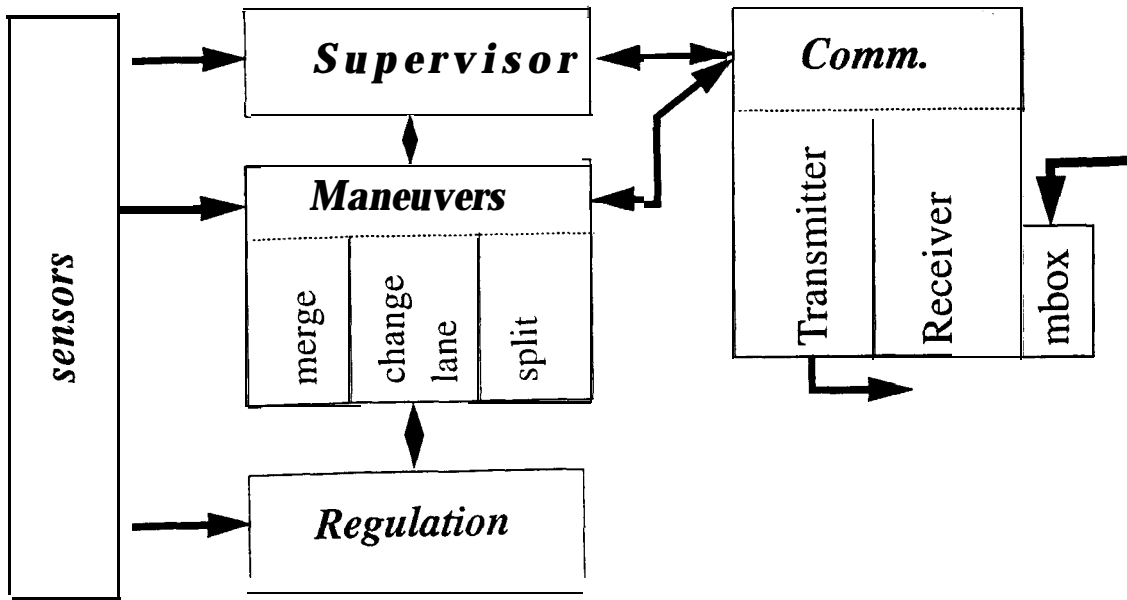 sensors
Supervisor
Maneuvers
merge
change
lane
split
Regulation
Comm.
Transmitter
Receiver
mbox